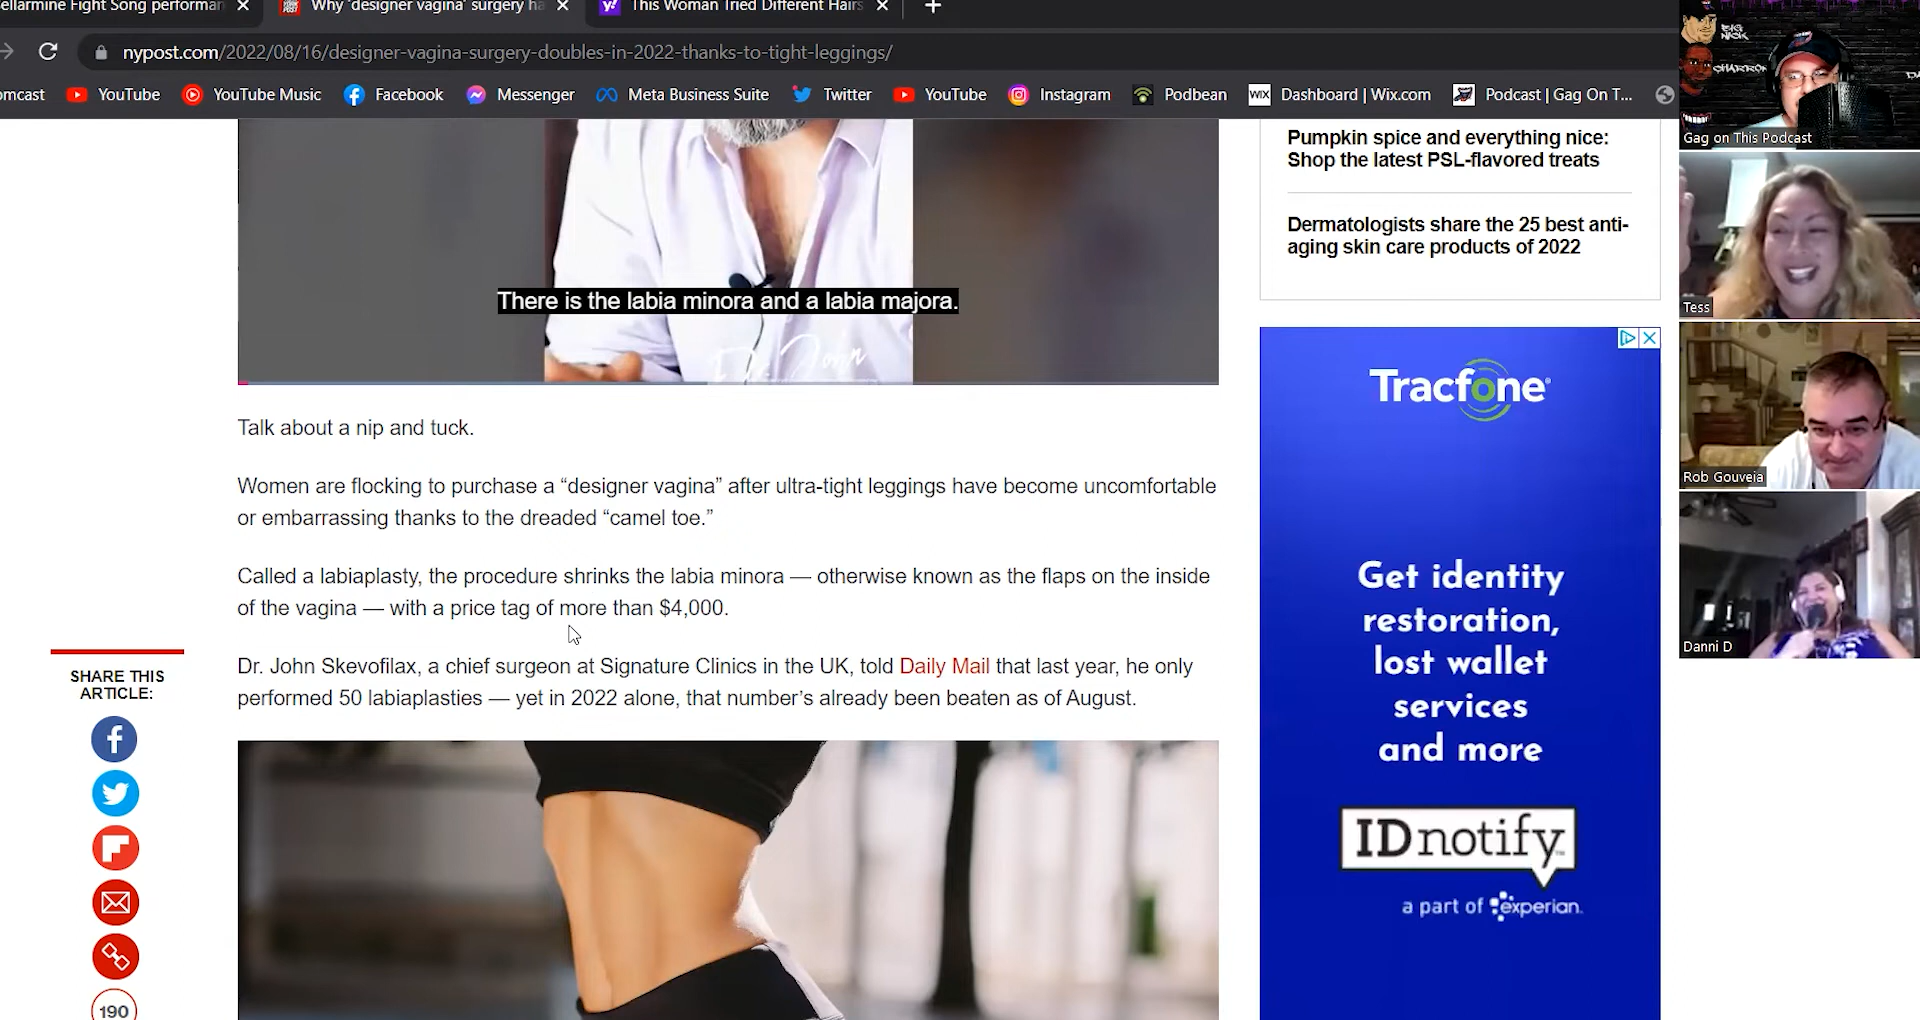 ellarmine Fight Song performan
Why 'designer vagina' surgery ha
This Woman Tried Different Hairs
nypost.com/2022/08/16/designer-vagina-surgery-doubles-in-2022-thanks-to-tight-leggings/
omcast
YouTube
YouTube Music
Facebook
Messenger
Meta Business Suite
Twitter
YouTube
Instagram
Podbean
WIX
Dashboard | Wix.com
Podcast | Gag On T...
BIG
NICK
CHARRON
DA
Gag on This Podcast
Tess
Rob Gouveia
Danni D
There is the labia minora and a labia majora.
Dr. John
Talk about a nip and tuck.
Women are flocking to purchase a “designer vagina” after ultra-tight leggings have become uncomfortable
or embarrassing thanks to the dreaded “camel toe.”
Called a labiaplasty, the procedure shrinks the labia minora — otherwise known as the flaps on the inside
of the vagina — with a price tag of more than $4,000.
Dr. John Skevofilax, a chief surgeon at Signature Clinics in the UK, told Daily Mail that last year, he only
performed 50 labiaplasties — yet in 2022 alone, that number’s already been beaten as of August.
SHARE THIS
ARTICLE:
190
Pumpkin spice and everything nice:
Shop the latest PSL-flavored treats
Dermatologists share the 25 best anti-
aging skin care products of 2022
Tracfone
Get identity
restoration,
lost wallet
services
and more
IDnotify
a part of experian.